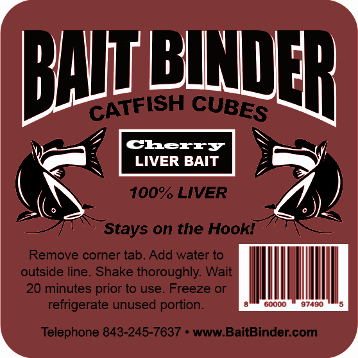 BAIT BINDER
CATFISH CUBES
Cherry
LIVER BAIT
100% LIVER
Stays on the Hook!
Remove corner tab. Add water to
outside line. Shake thoroughly. Wait
20 minutes prior to use. Freeze or
refrigerate unused portion.
8 60000 97490 5
Telephone 843-245-7637 • www.BaitBinder.com